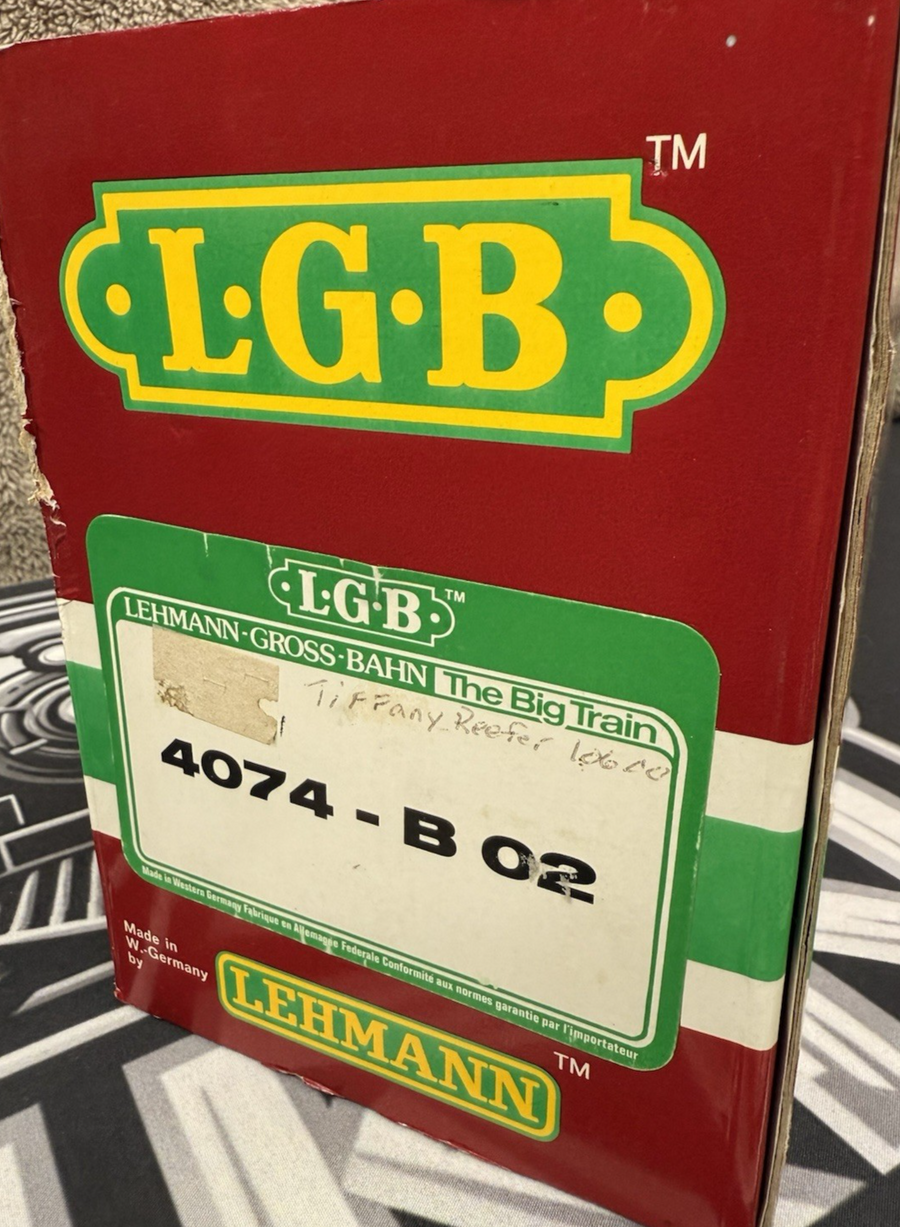 TM
L·G·B
L·G·B TM
LEHMANN-GROSS-BAHN The Big Train
Tiffany Reefer
4074 - B 02
Made in Western Germany Fabrique en Allemagne Federale Conformité aux normes garantie par l'importateur
Made in
W.-Germany
by
LEHMANN
TM